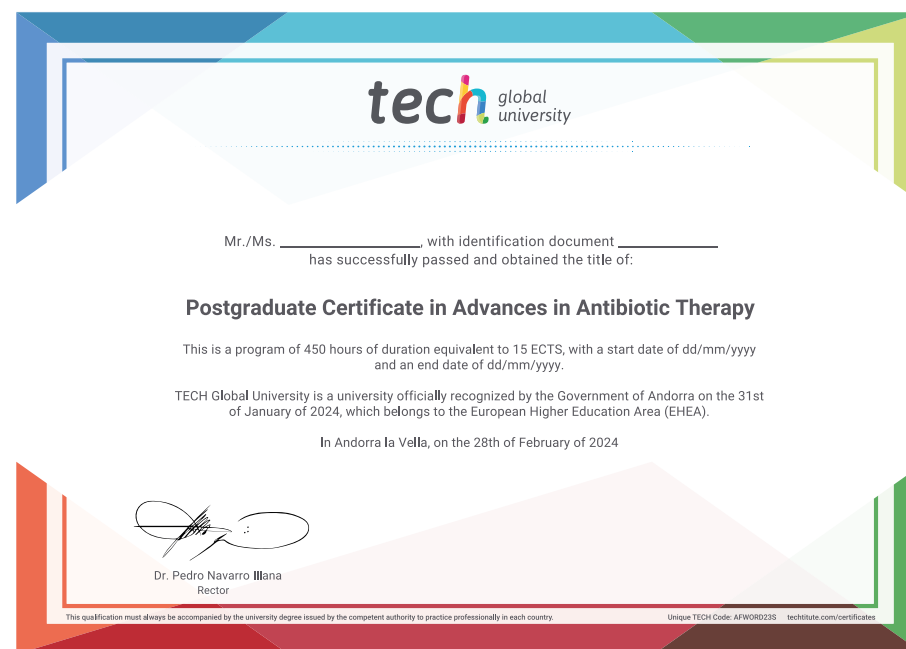 tech global university
Mr./Ms. ____________________, with identification document ______________
has successfully passed and obtained the title of:
Postgraduate Certificate in Advances in Antibiotic Therapy
This is a program of 450 hours of duration equivalent to 15 ECTS, with a start date of dd/mm/yyyy
and an end date of dd/mm/yyyy.
TECH Global University is a university officially recognized by the Government of Andorra on the 31st
of January of 2024, which belongs to the European Higher Education Area (EHEA).
In Andorra la Vella, on the 28th of February of 2024
Dr. Pedro Navarro Illana
Rector
This qualification must always be accompanied by the university degree issued by the competent authority to practice professionally in each country.
Unique TECH Code: AFWORD23S techtitute.com/certificates